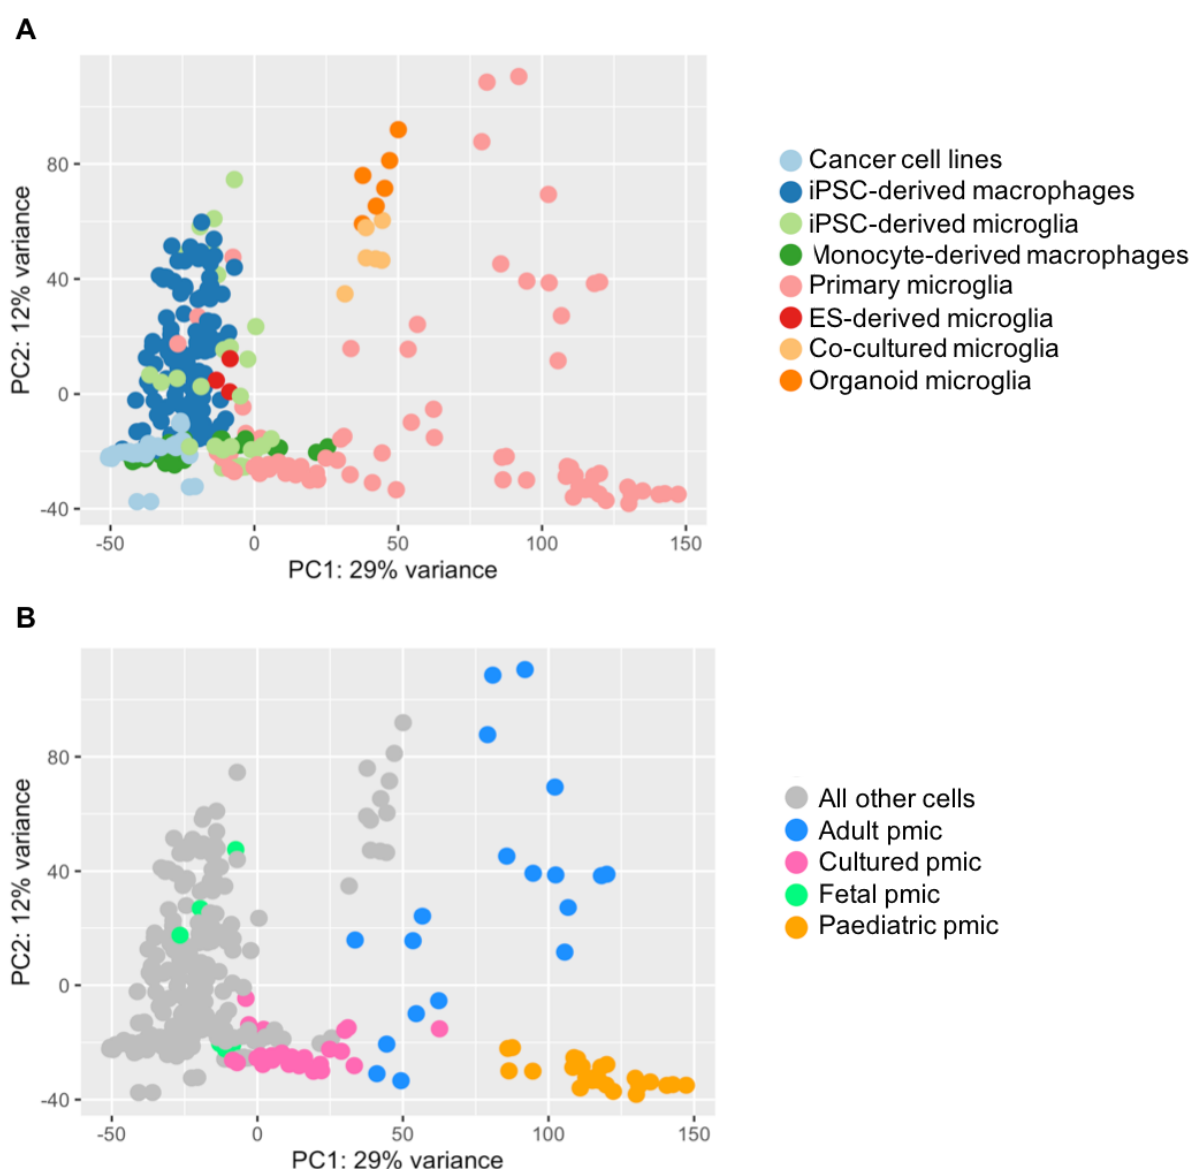 A
80
40
0
-40
PC2: 12% variance
-50 0 50 100 150
PC1: 29% variance
Cancer cell lines
iPSC-derived macrophages
iPSC-derived microglia
Monocyte-derived macrophages
Primary microglia
ES-derived microglia
Co-cultured microglia
Organoid microglia
B
80
40
0
-40
PC2: 12% variance
-50 0 50 100 150
PC1: 29% variance
All other cells
Adult pmic
Cultured pmic
Fetal pmic
Paediatric pmic